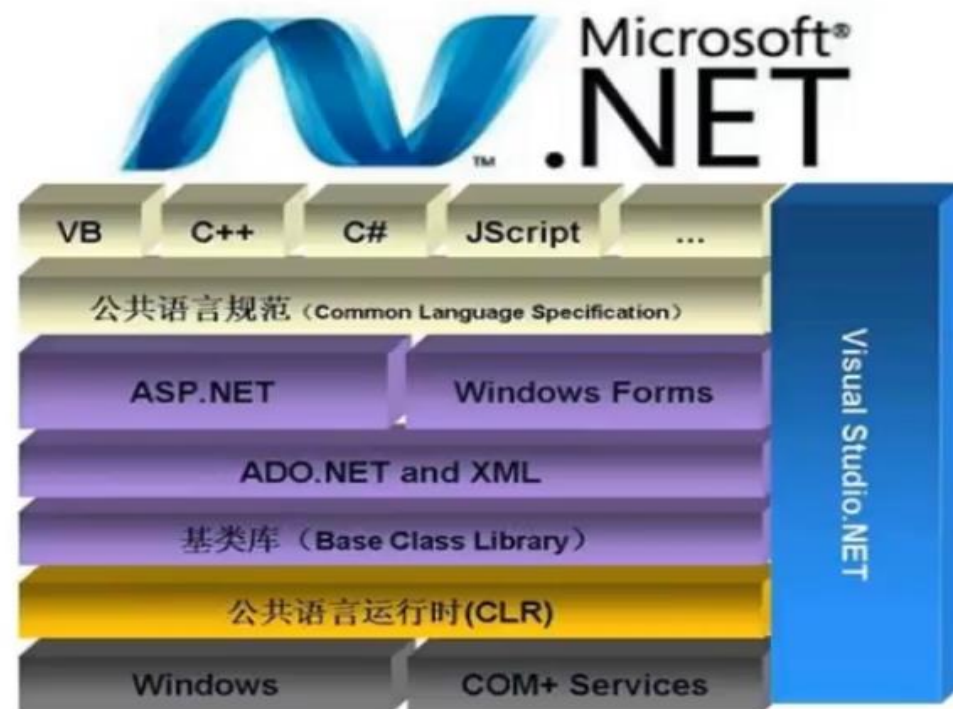 Microsoft®
.NET
™
VB C++ C# JScript ...
公共语言规范（Common Language Specification）
ASP.NET Windows Forms
ADO.NET and XML
基类库（Base Class Library）
公共语言运行时(CLR)
Windows COM+ Services
Visual Studio.NET